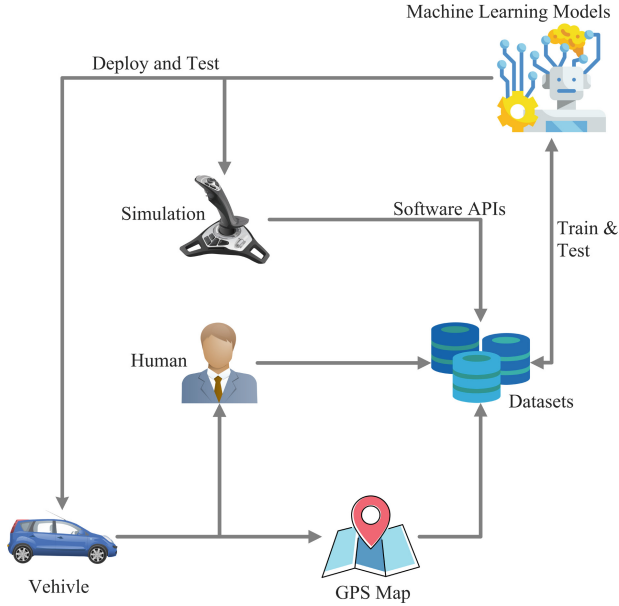 Machine Learning Models
Deploy and Test
Simulation
Software APIs
Train &
Test
Human
Datasets
Vehivle
GPS Map